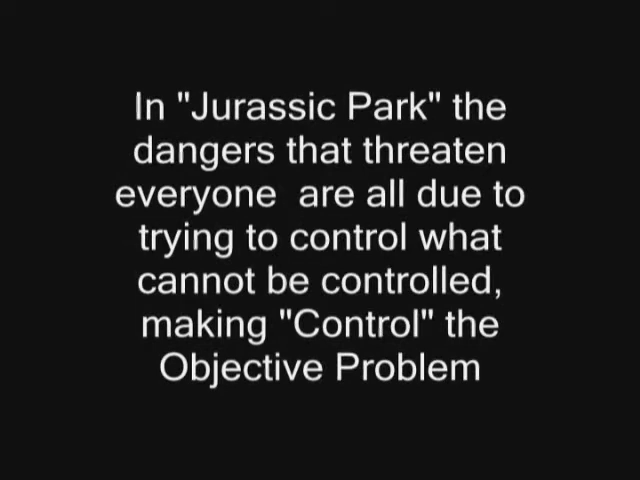 In "Jurassic Park" the
dangers that threaten
everyone  are all due to
trying to control what
cannot be controlled,
making "Control" the
Objective Problem